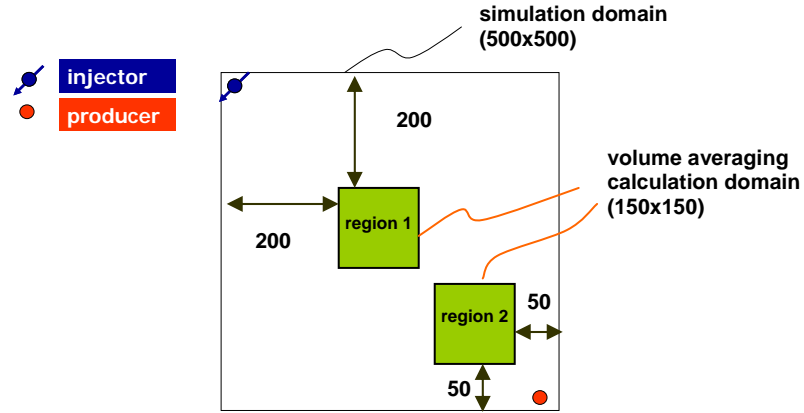 simulation domain
(500x500)
injector
producer
200
volume averaging
calculation domain
(150x150)
region 1
200
50
region 2
50